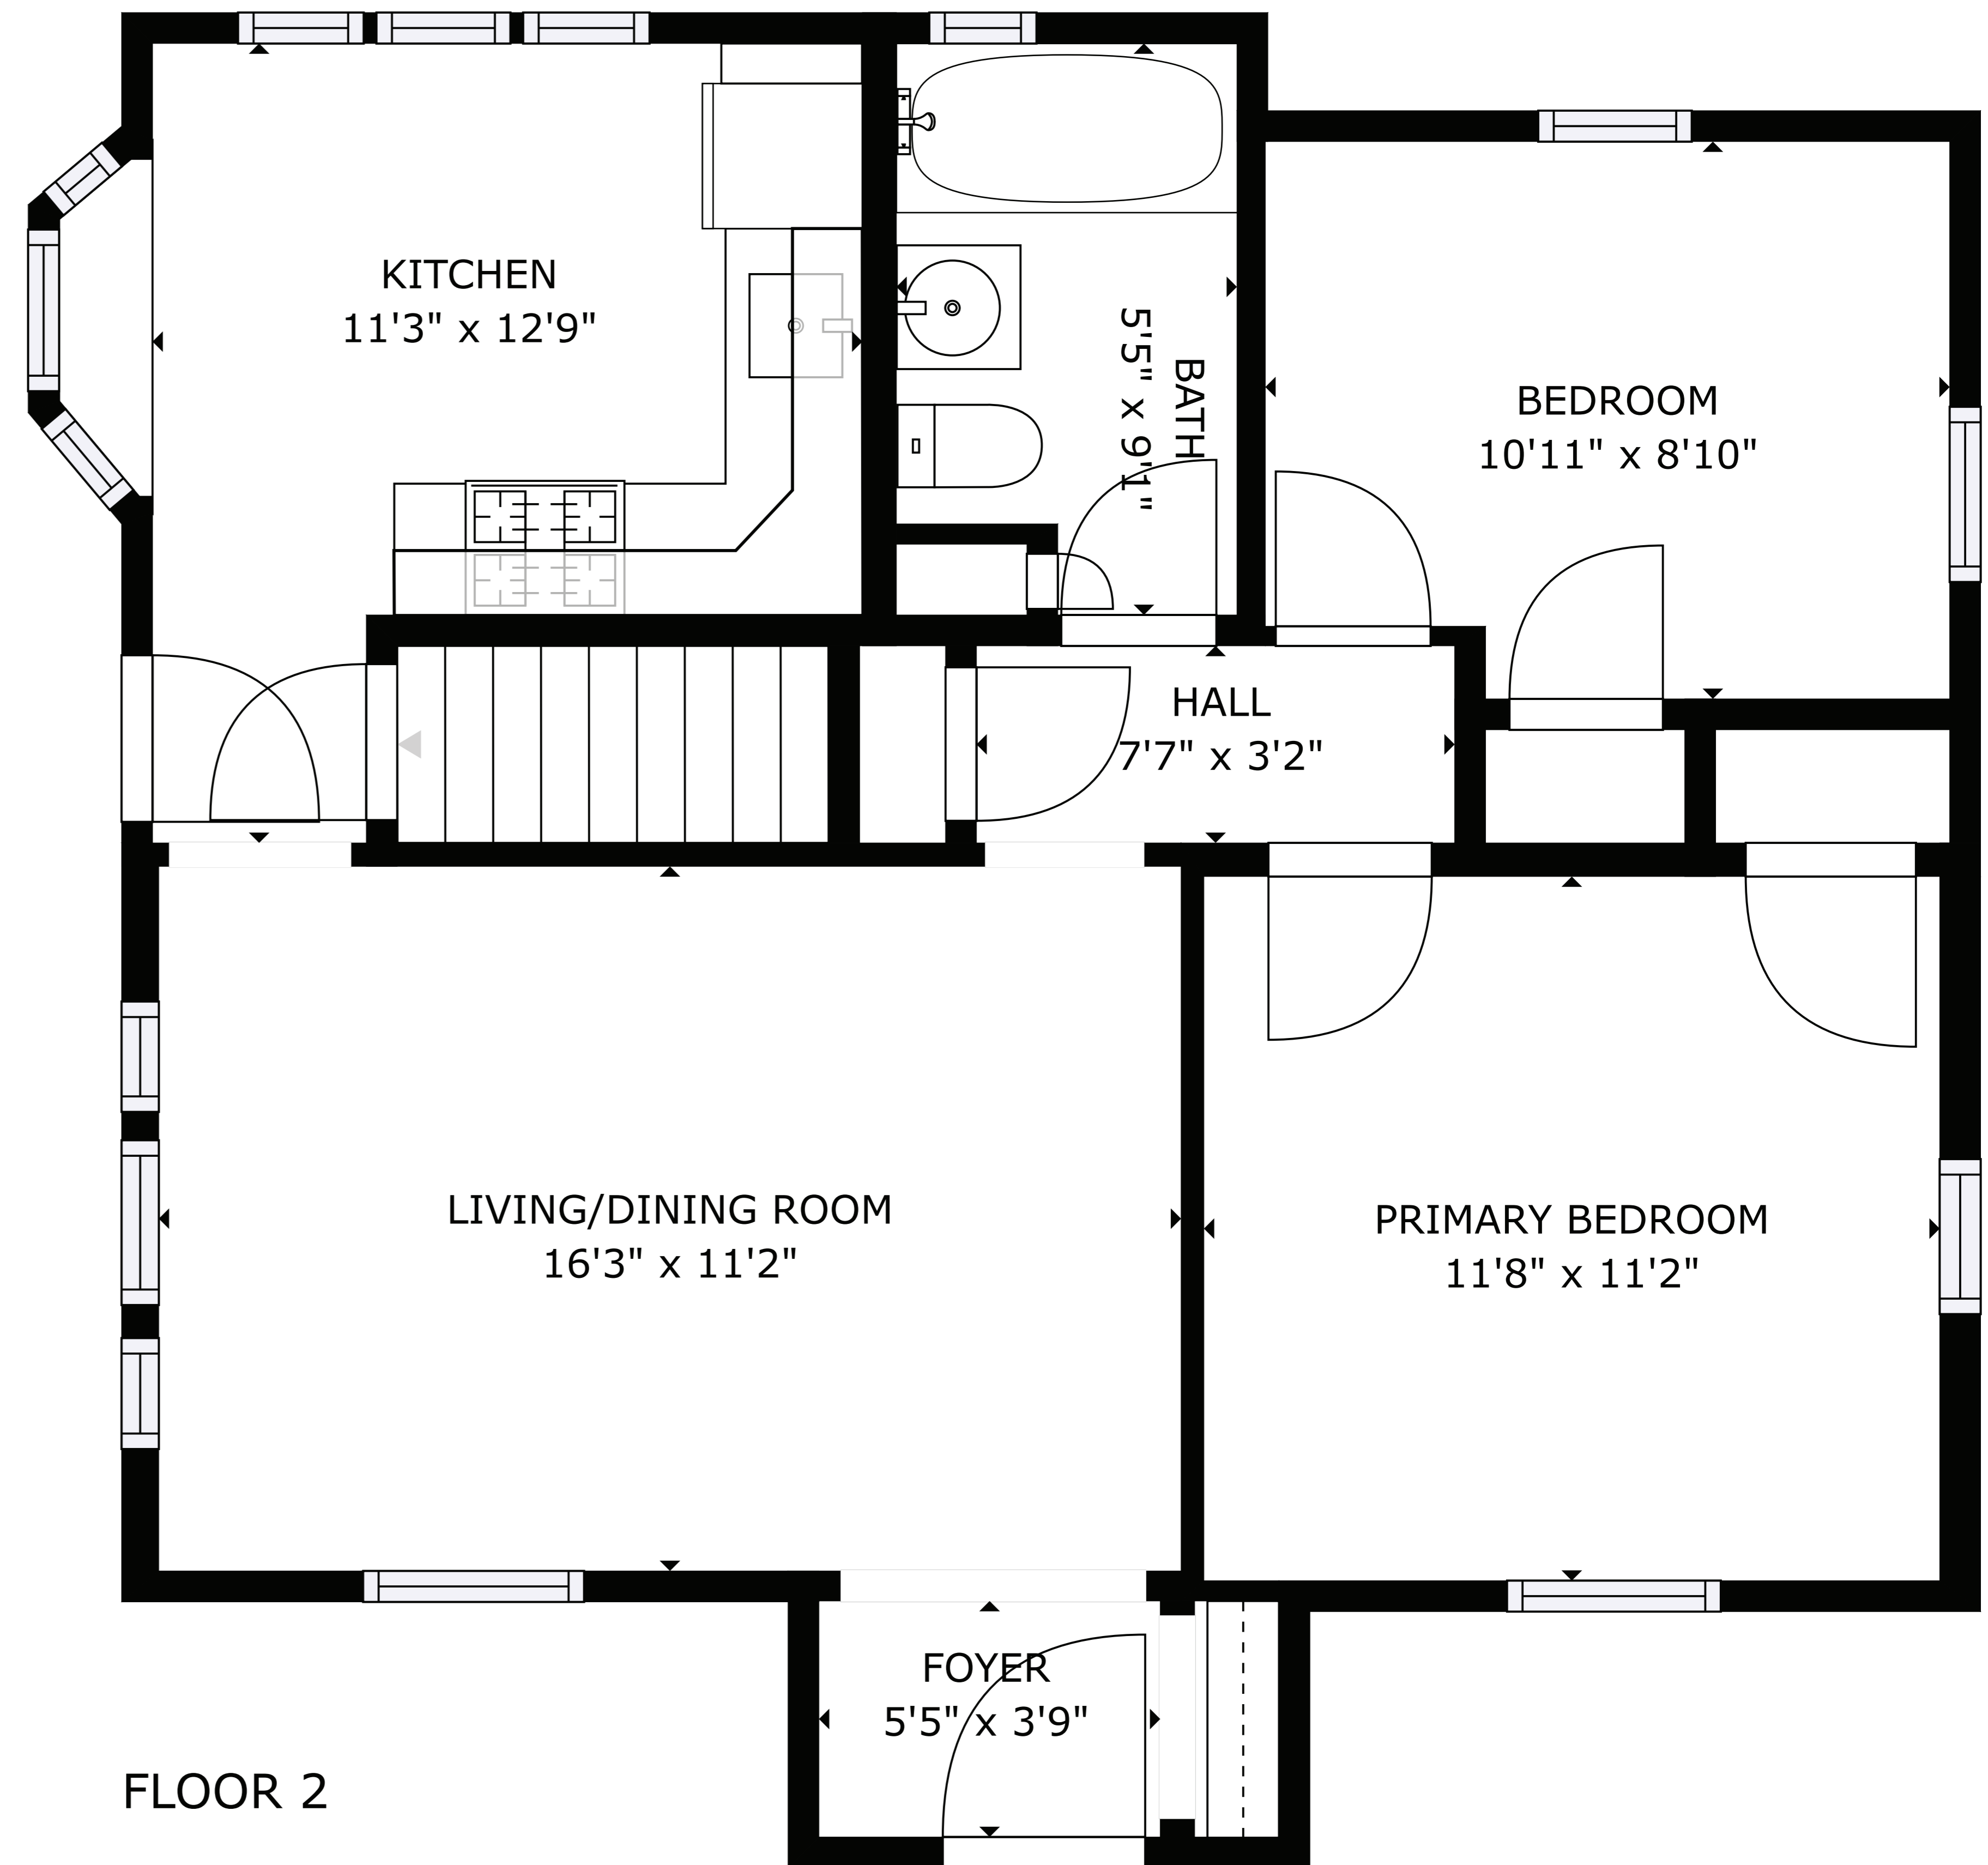 KITCHEN
11'3" x 12'9"
BATH
5'5" x 9'1"
BEDROOM
10'11" x 8'10"
HALL
7'7" x 3'2"
LIVING/DINING ROOM
16'3" x 11'2"
PRIMARY BEDROOM
11'8" x 11'2"
FOYER
5'5" x 3'9"
FLOOR 2